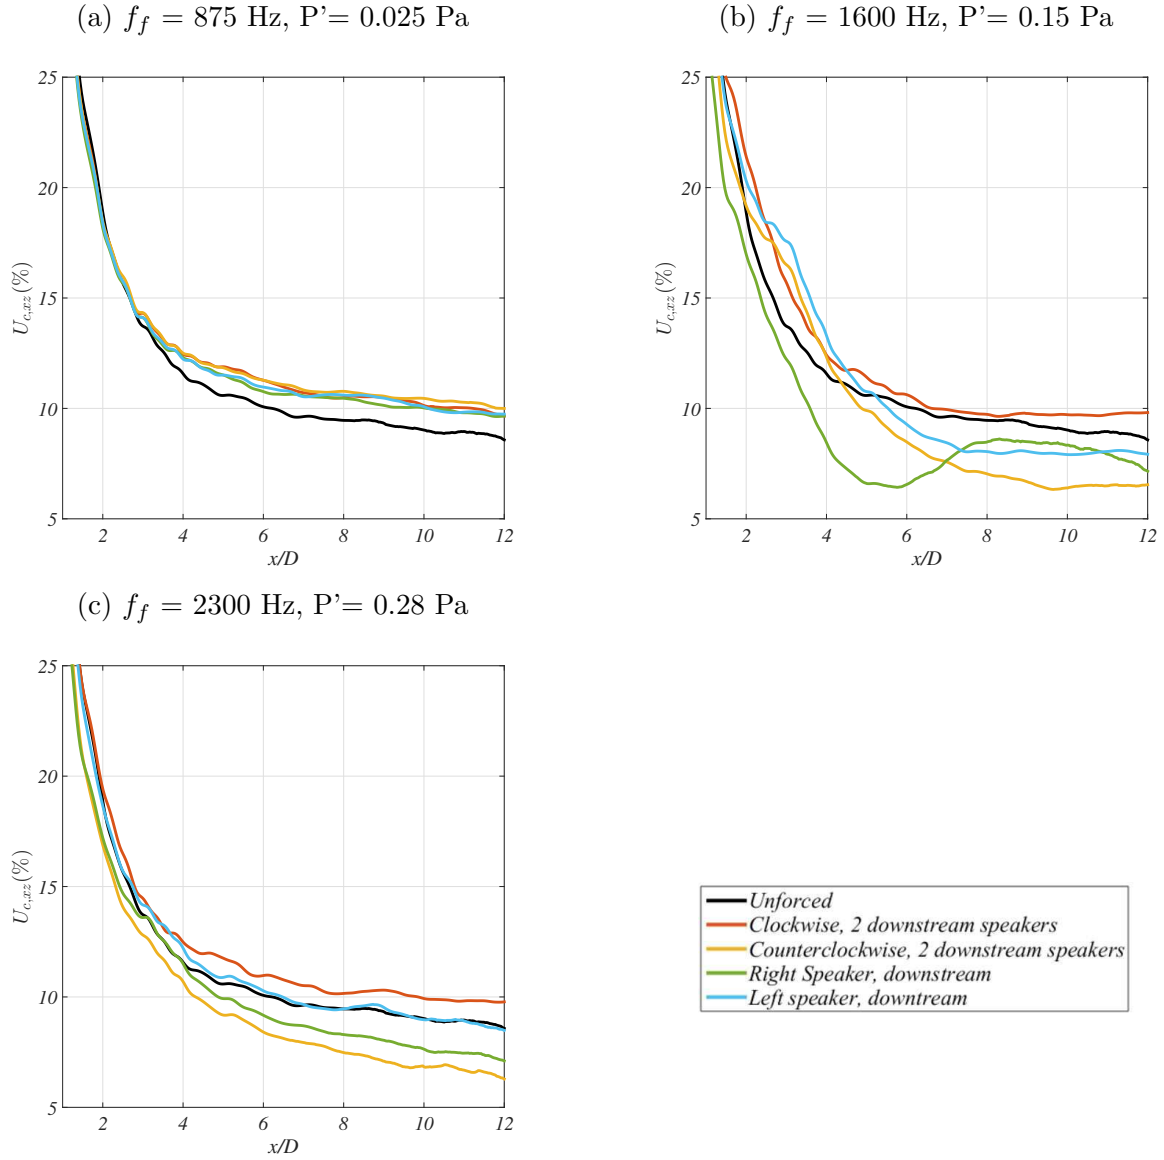 (a) f_f = 875 Hz, P'= 0.025 Pa
25
20
15
10
5
U_{c,xz}(%)
2 4 6 8 10 12
x/D
(b) f_f = 1600 Hz, P'= 0.15 Pa
25
20
15
10
5
U_{c,xz}(%)
2 4 6 8 10 12
x/D
(c) f_f = 2300 Hz, P'= 0.28 Pa
25
20
15
10
5
U_{c,xz}(%)
2 4 6 8 10 12
x/D
Unforced
Clockwise, 2 downstream speakers
Counterclockwise, 2 downstream speakers
Right Speaker, downstream
Left speaker, downtream